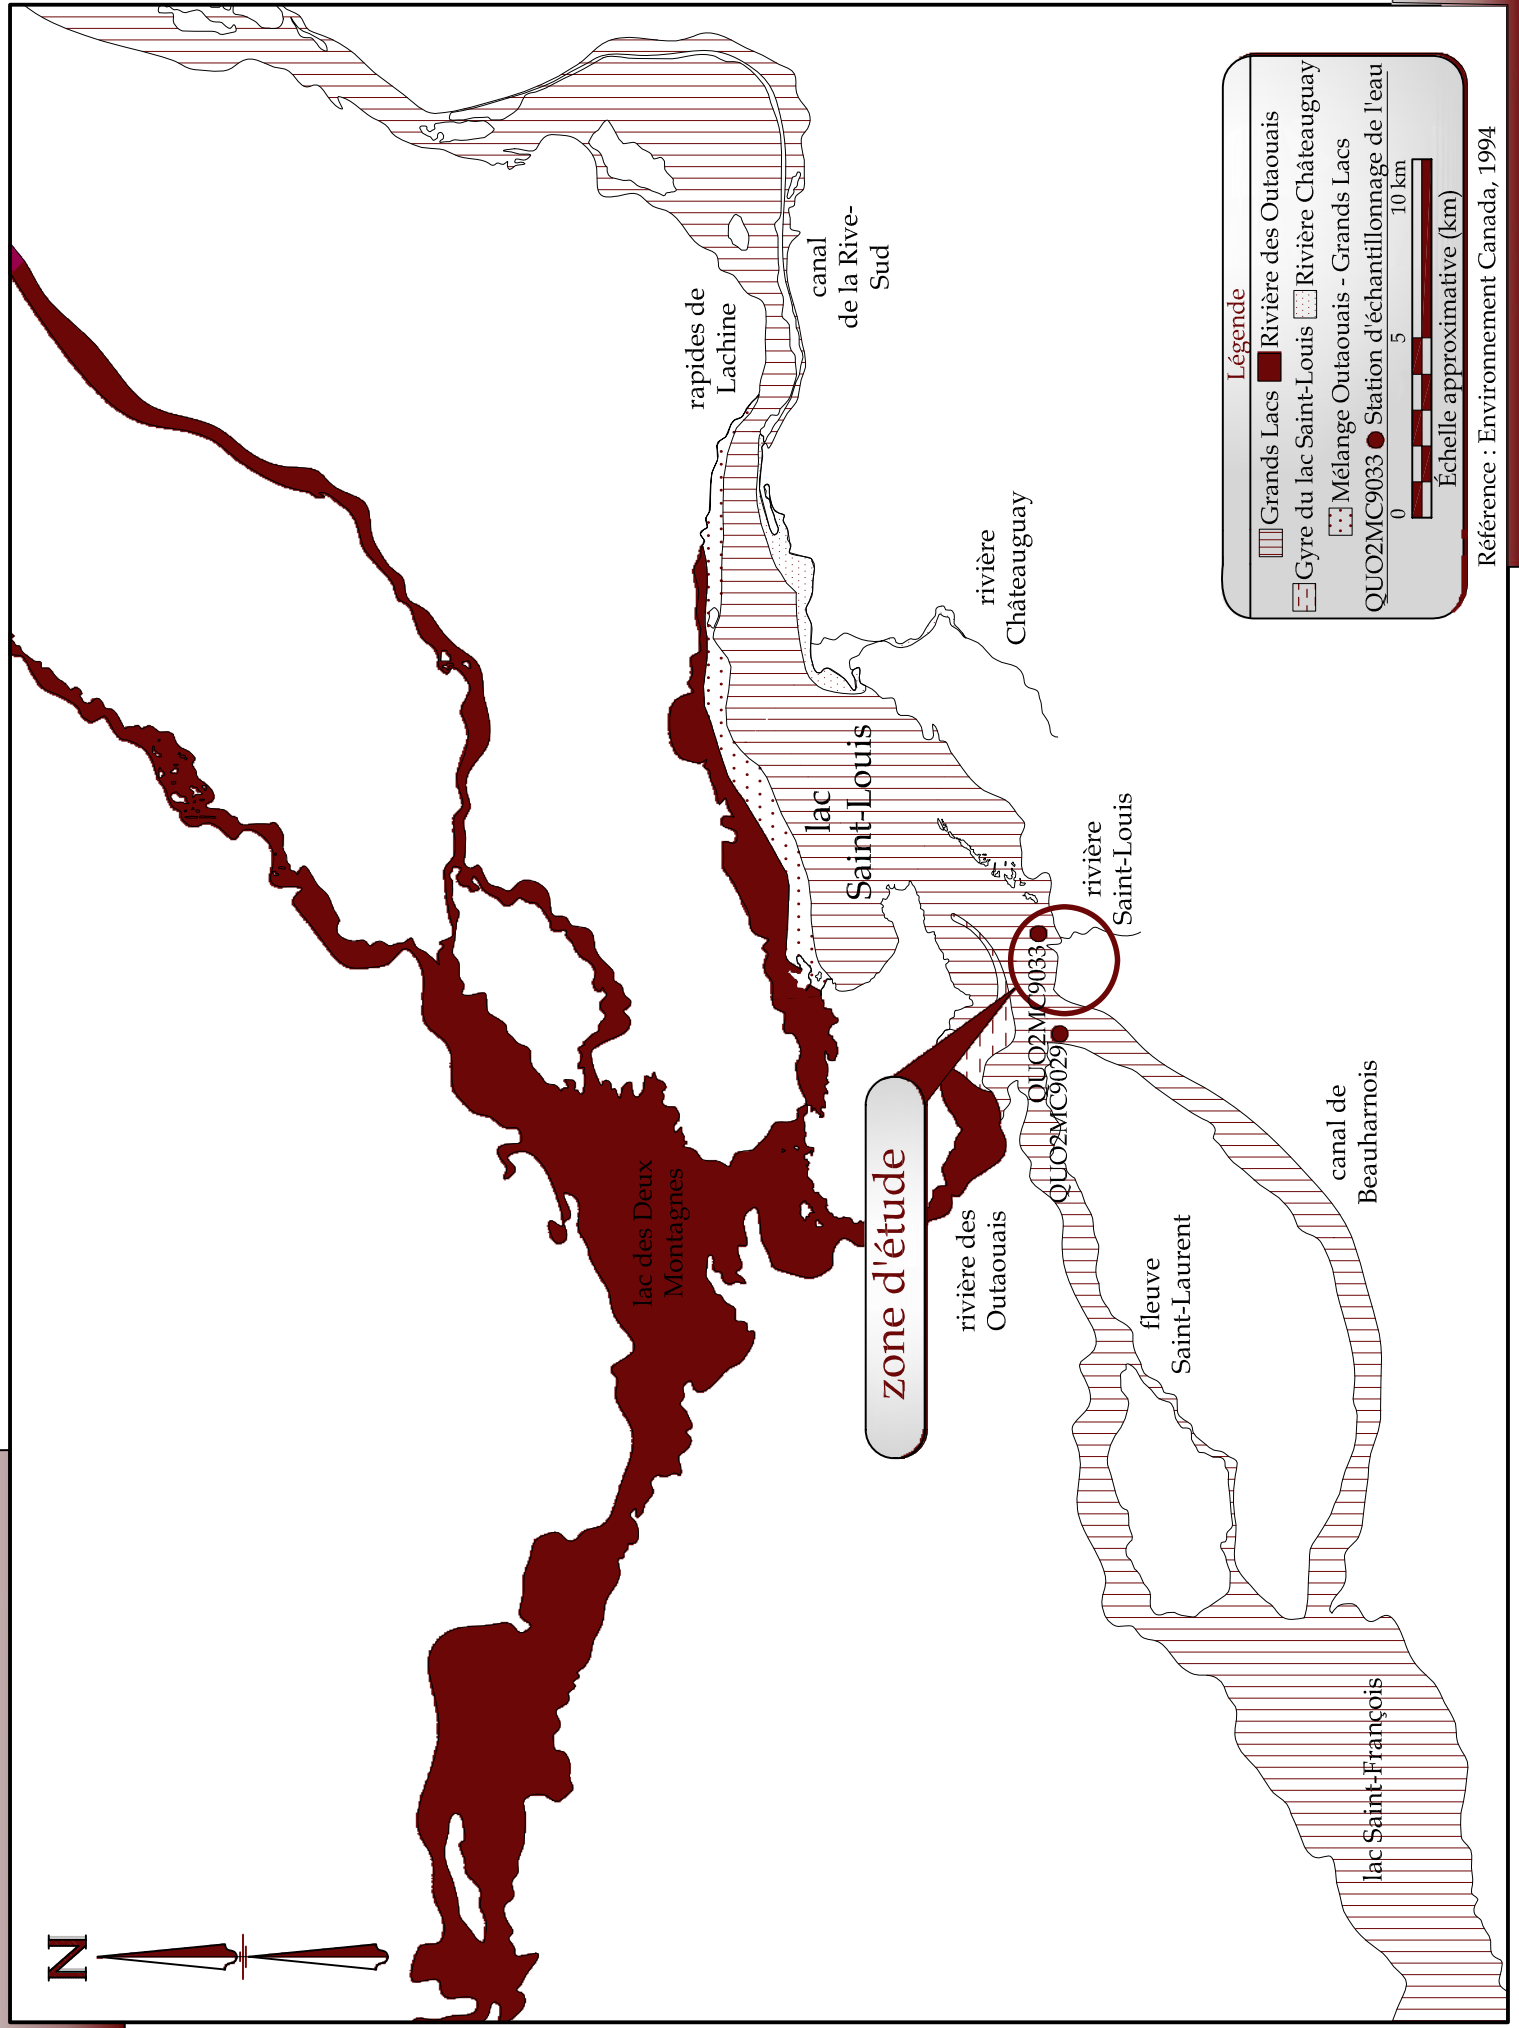 N
rapides de
Lachine
canal
de la Rive-
Sud
rivière
Châteauguay
lac
Saint-Louis
rivière
Saint-Louis
QUO2MC9033
QUO2MC9029
lac des Deux
Montagnes
zone d'étude
rivière des
Outaouais
canal de
Beauharnois
fleuve
Saint-Laurent
lac Saint-François
Légende
Grands Lacs Rivière des Outaouais
Gyre du lac Saint-Louis Rivière Châteauguay
Mélange Outaouais - Grands Lacs
QUO2MC9033 Station d'échantillonnage de l'eau
0 5 10 km
Échelle approximative (km)
Référence : Environnement Canada, 1994